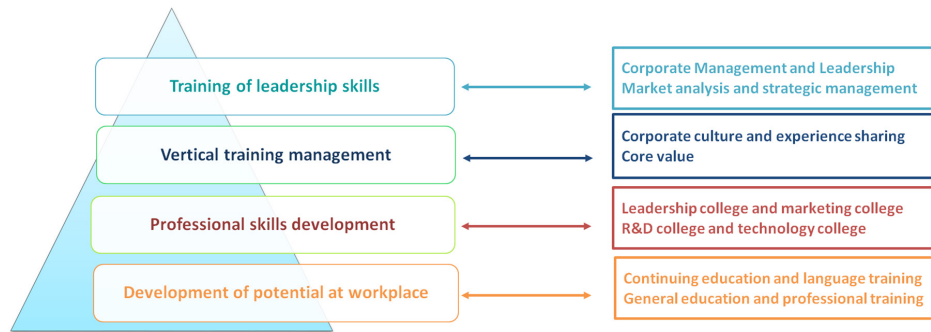 Training of leadership skills
Corporate Management and Leadership
Market analysis and strategic management
Vertical training management
Corporate culture and experience sharing
Core value
Professional skills development
Leadership college and marketing college
R&D college and technology college
Development of potential at workplace
Continuing education and language training
General education and professional training